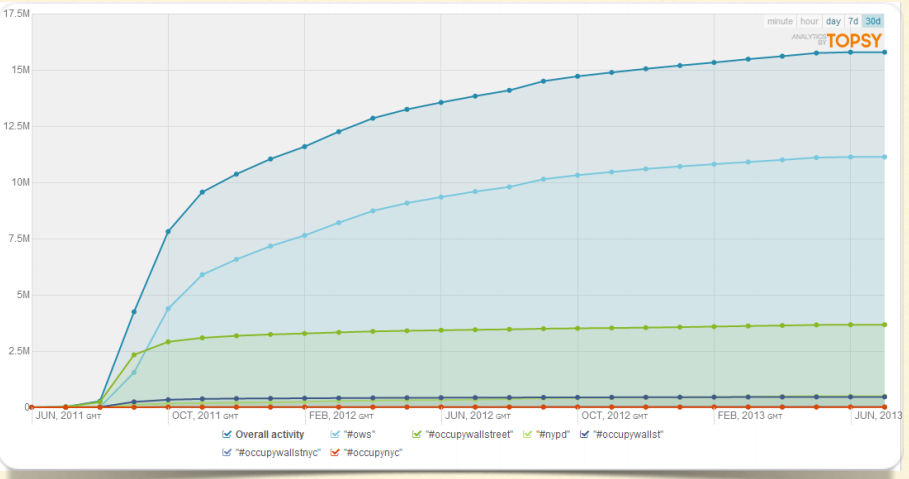 17.5M
minute hour day 7d 30d
ANALYTICS BY TOPSY
15M
12.5M
10M
7.5M
5M
2.5M
0
JUN, 2011 GMT OCT, 2011 GMT FEB, 2012 GMT JUN, 2012 GMT OCT, 2012 GMT FEB, 2013 GMT JUN, 2013
Overall activity "#ows" "#occupywallstreet" "#nypd" "#occupywallst"
"#occupywallstnyc" "#occupynyc"